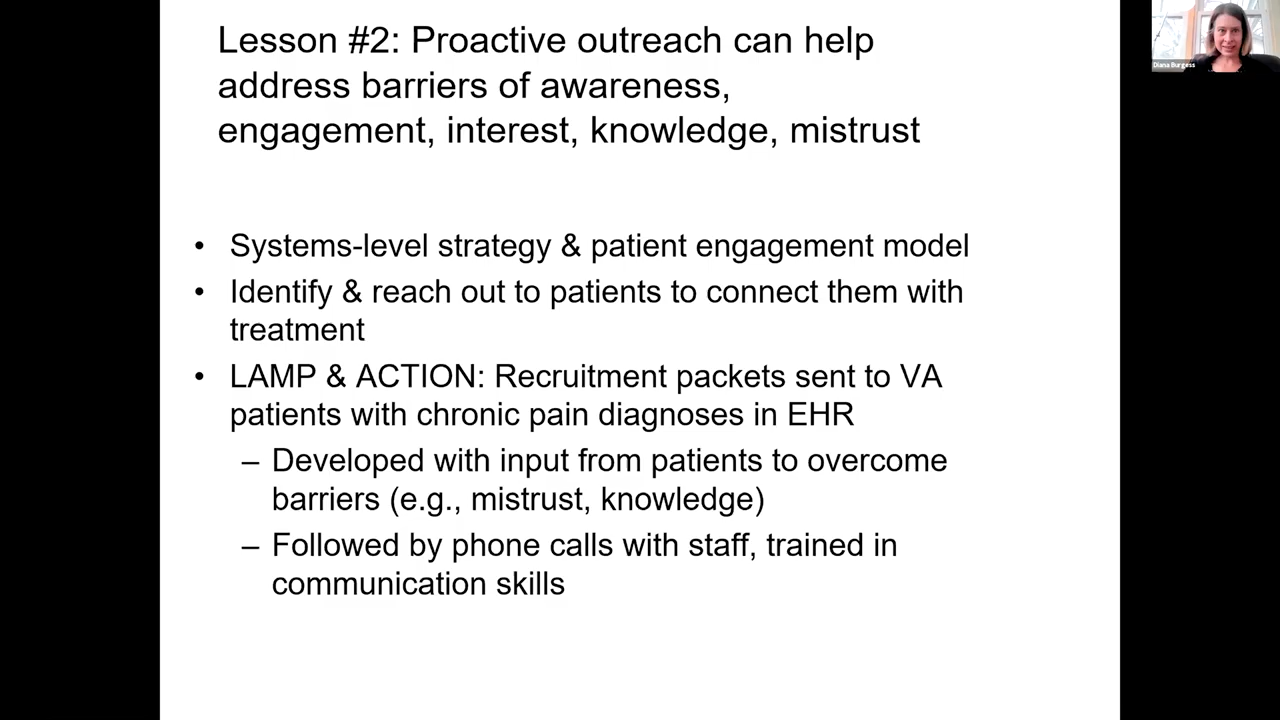 Lesson #2: Proactive outreach can help
address barriers of awareness,
engagement, interest, knowledge, mistrust
• Systems-level strategy & patient engagement model
• Identify & reach out to patients to connect them with
treatment
• LAMP & ACTION: Recruitment packets sent to VA
patients with chronic pain diagnoses in EHR
– Developed with input from patients to overcome
barriers (e.g., mistrust, knowledge)
– Followed by phone calls with staff, trained in
communication skills
Diana Burgess